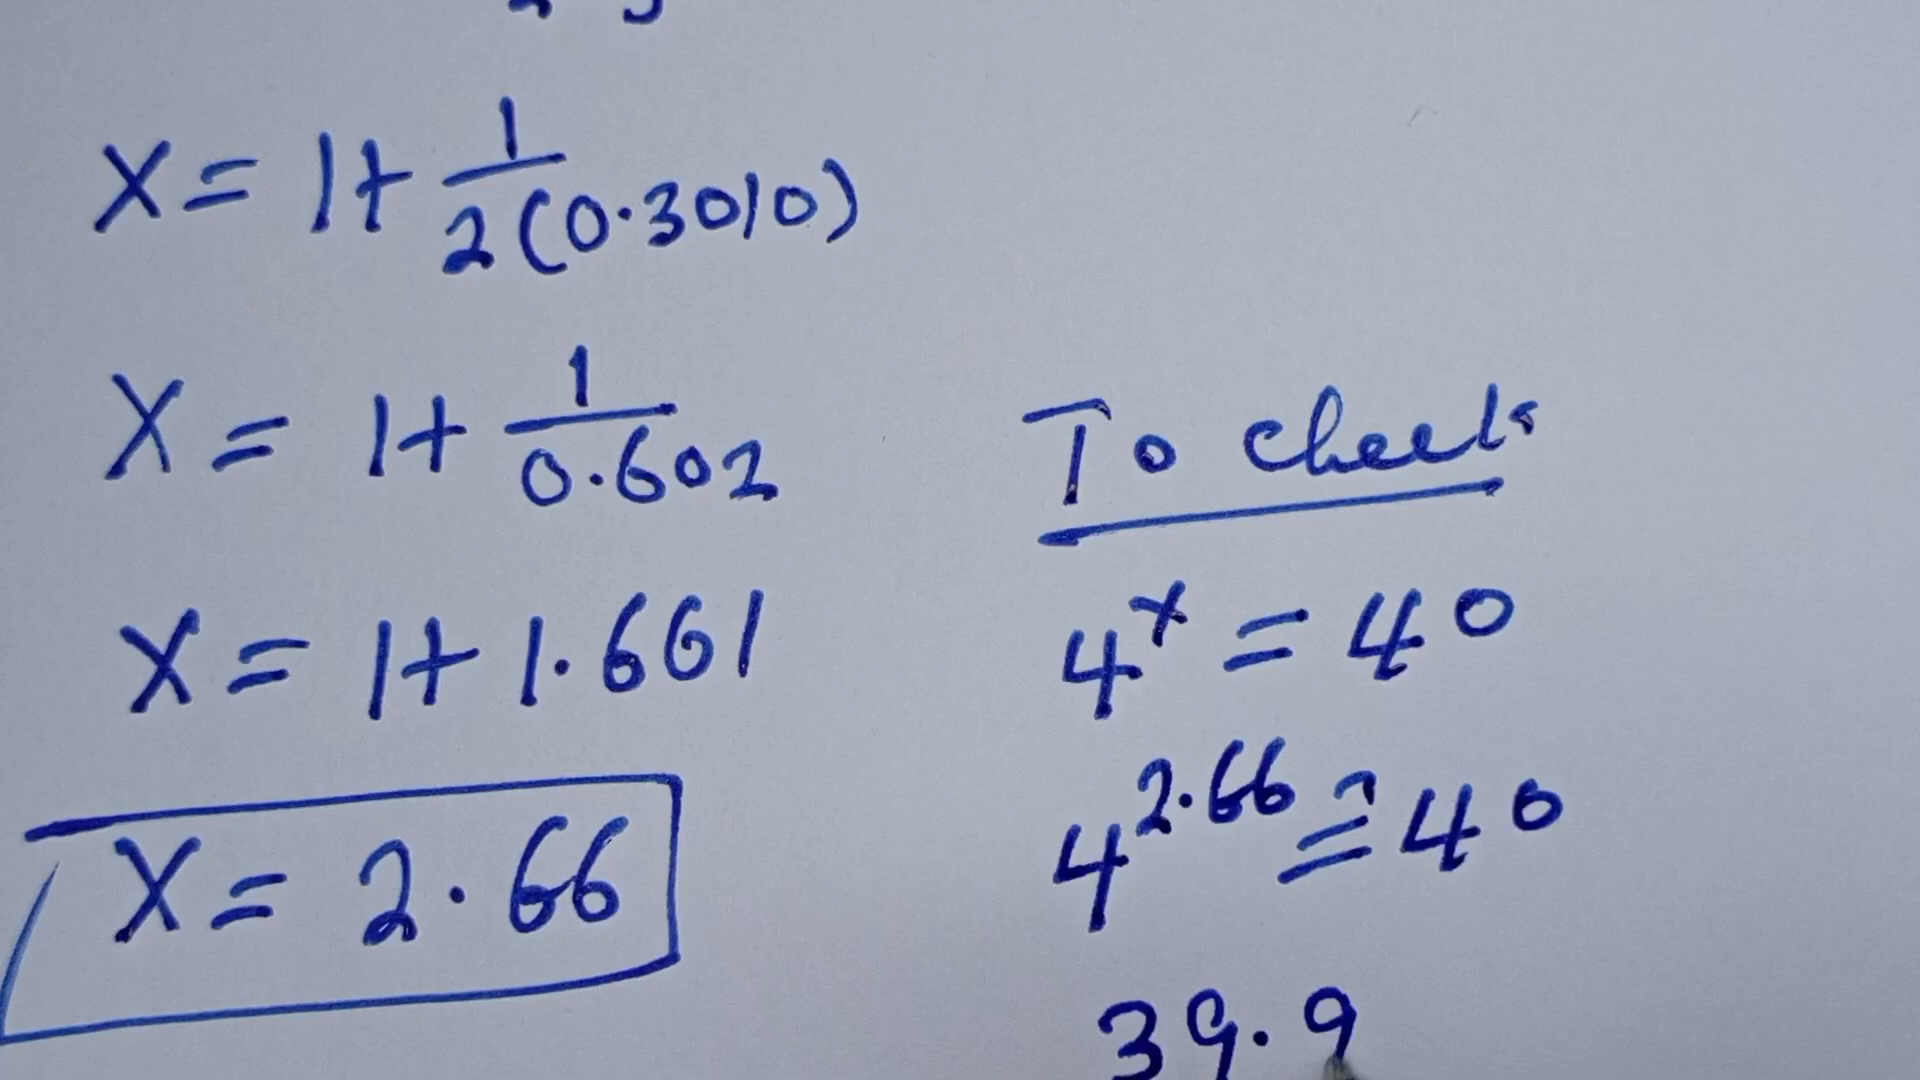 x = 1 + 1/2(0.3010)
x = 1 + 1/0.602
x = 1 + 1.661
x = 2.66
To check
4^x = 40
4^2.66 = 40
39.9